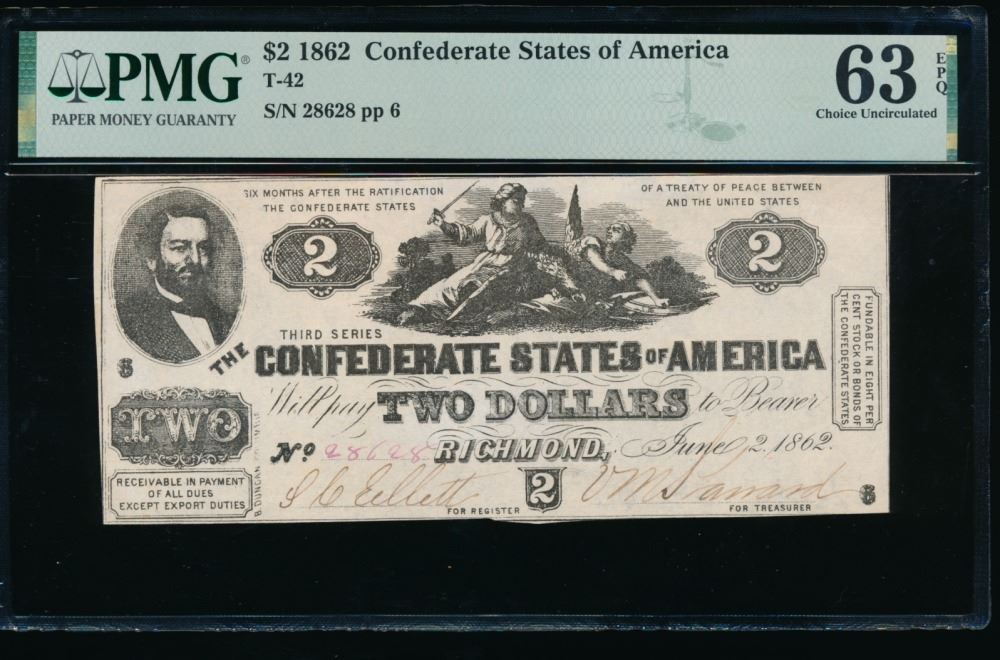 PMG®
PAPER MONEY GUARANTY
$2 1862 Confederate States of America
T-42
S/N 28628 pp 6
63
EPQ
Choice Uncirculated
SIX MONTHS AFTER THE RATIFICATION
OF A TREATY OF PEACE BETWEEN
THE CONFEDERATE STATES
AND THE UNITED STATES
2
2
THIRD SERIES
6
THE CONFEDERATE STATES OF AMERICA
Will pay TWO DOLLARS to Bearer
TWO
No 28628 RICHMOND, June 2. 1862.
FUNDABLE IN EIGHT PER
CENT STOCK OR BONDS OF
THE CONFEDERATE STATES
RECEIVABLE IN PAYMENT
OF ALL DUES
EXCEPT EXPORT DUTIES
B. DUNCAN
2
FOR REGISTER
FOR TREASURER
6